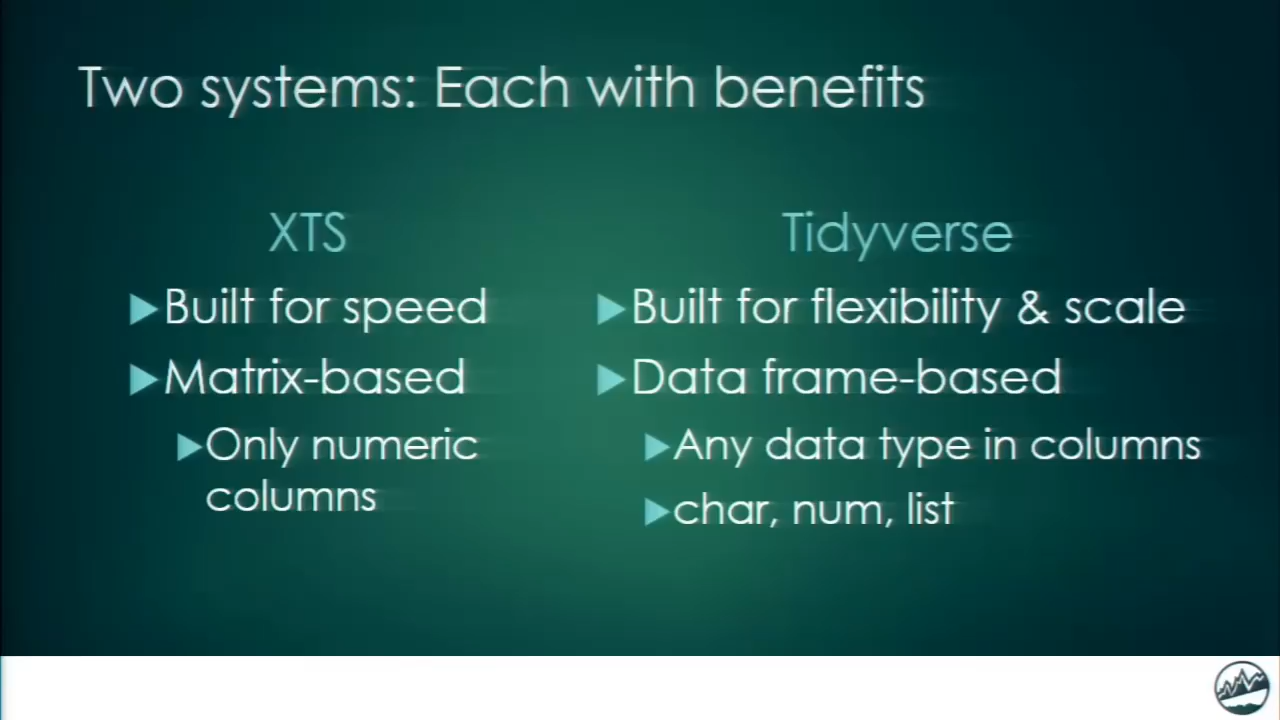 Two systems: Each with benefits
XTS
Built for speed
Matrix-based
Only numeric
columns
Tidyverse
Built for flexibility & scale
Data frame-based
Any data type in columns
char, num, list